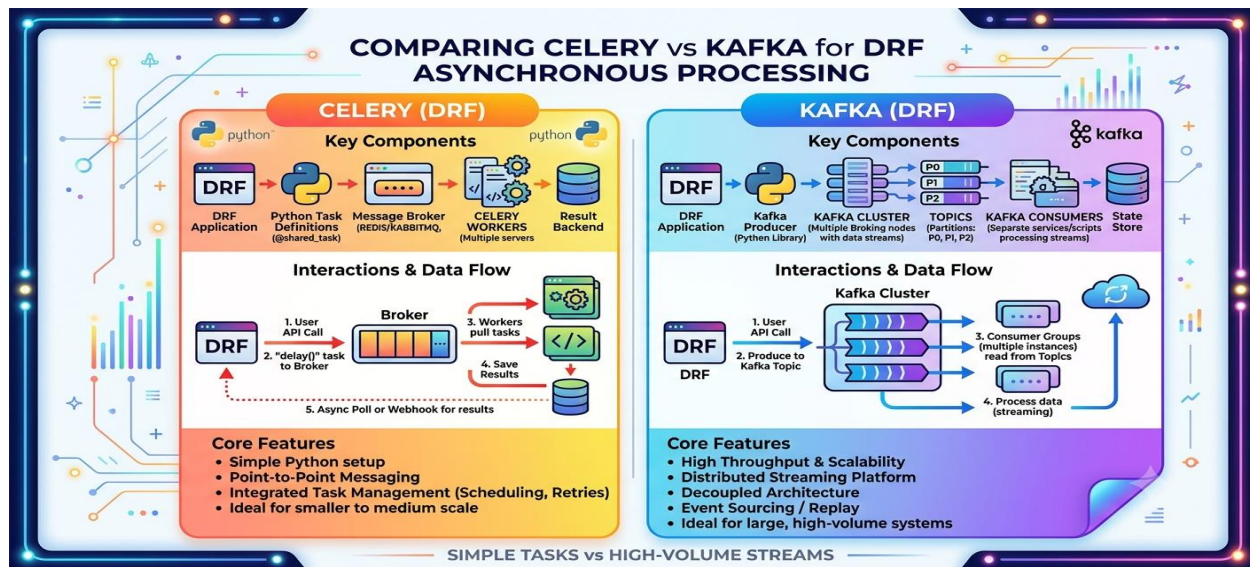 COMPARING CELERY vs KAFKA for DRF
ASYNCHRONOUS PROCESSING
CELERY (DRF)
python
python
Key Components
DRF
DRF
Application
Python Task
Definitions
(@shared_task)
Message Broker
(REDIS/KABBITMQ,
CELERY
WORKERS
(Multiple servers
Result
Backend
Interactions & Data Flow
DRF
1. User
API Call
2. "delay()" task
to Broker
Broker
3. Workers
pull tasks
4. Save
Results
5. Async Poll or Webhook for results
Core Features
• Simple Python setup
• Point-to-Point Messaging
• Integrated Task Management (Scheduling, Retries)
• Ideal for smaller to medium scale
KAFKA (DRF)
kafka
Key Components
DRF
DRF
Application
Kafka
Producer
(Pythen Library)
KAFKA CLUSTER
(Multiple Broking nodes
with data streams)
P0
P1
P2
TOPICS
(Partitions:
P0, PI, P2)
KAFKA CONSUMERS
(Separate services/scripts
processing streams)
State
Store
Interactions & Data Flow
Kafka Cluster
DRF
DRF
1. User
API Call
2. Produce to
Kafka Topic
3. Consumer Groups
(multiple instances)
read from Toplcs
4. Process data
(streaming)
Core Features
• High Throughput & Scalability
• Distributed Streaming Platform
• Decoupled Architecture
• Event Sourcing / Replay
• Ideal for large, high-volume systems
SIMPLE TASKS vs HIGH-VOLUME STREAMS